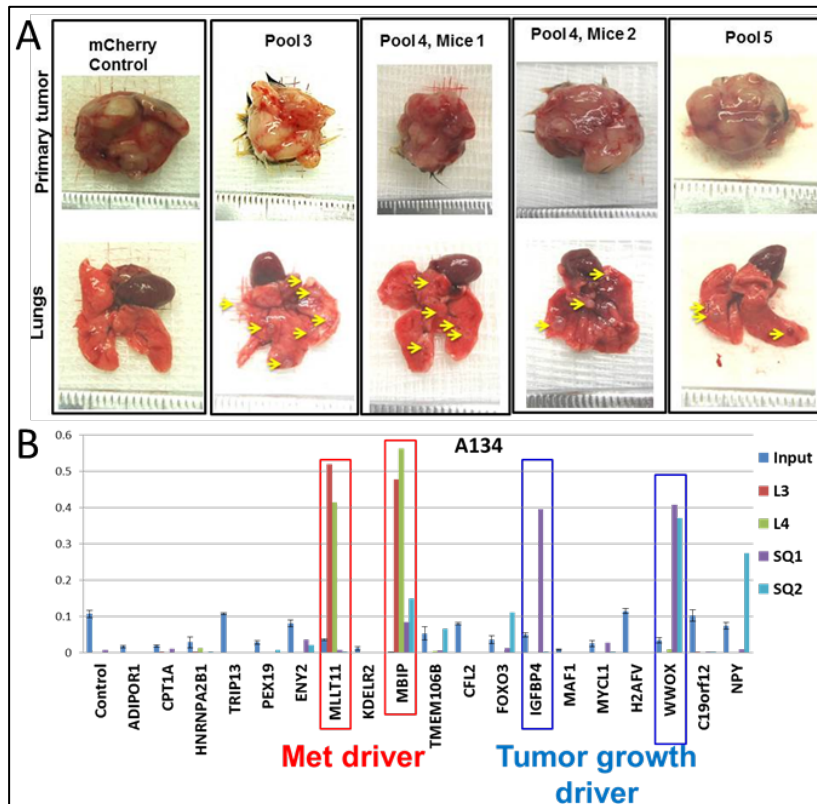 A
mCherry
Control
Pool 3
Pool 4, Mice 1
Pool 4, Mice 2
Pool 5
Primary tumor
Lungs
B
A134
0.6
0.5
0.4
0.3
0.2
0.1
0
Input
L3
L4
SQ1
SQ2
Control
ADIPOR1
CPT1A
HNRNPA2B1
TRIP13
PEX19
ENY2
MLLT11
KDELR2
MBIP
TMEM106B
CFL2
FOXO3
IGFBP4
MAF1
MYCL1
H2AFV
WWOX
C19orf12
NPY
Met driver
Tumor growth
driver